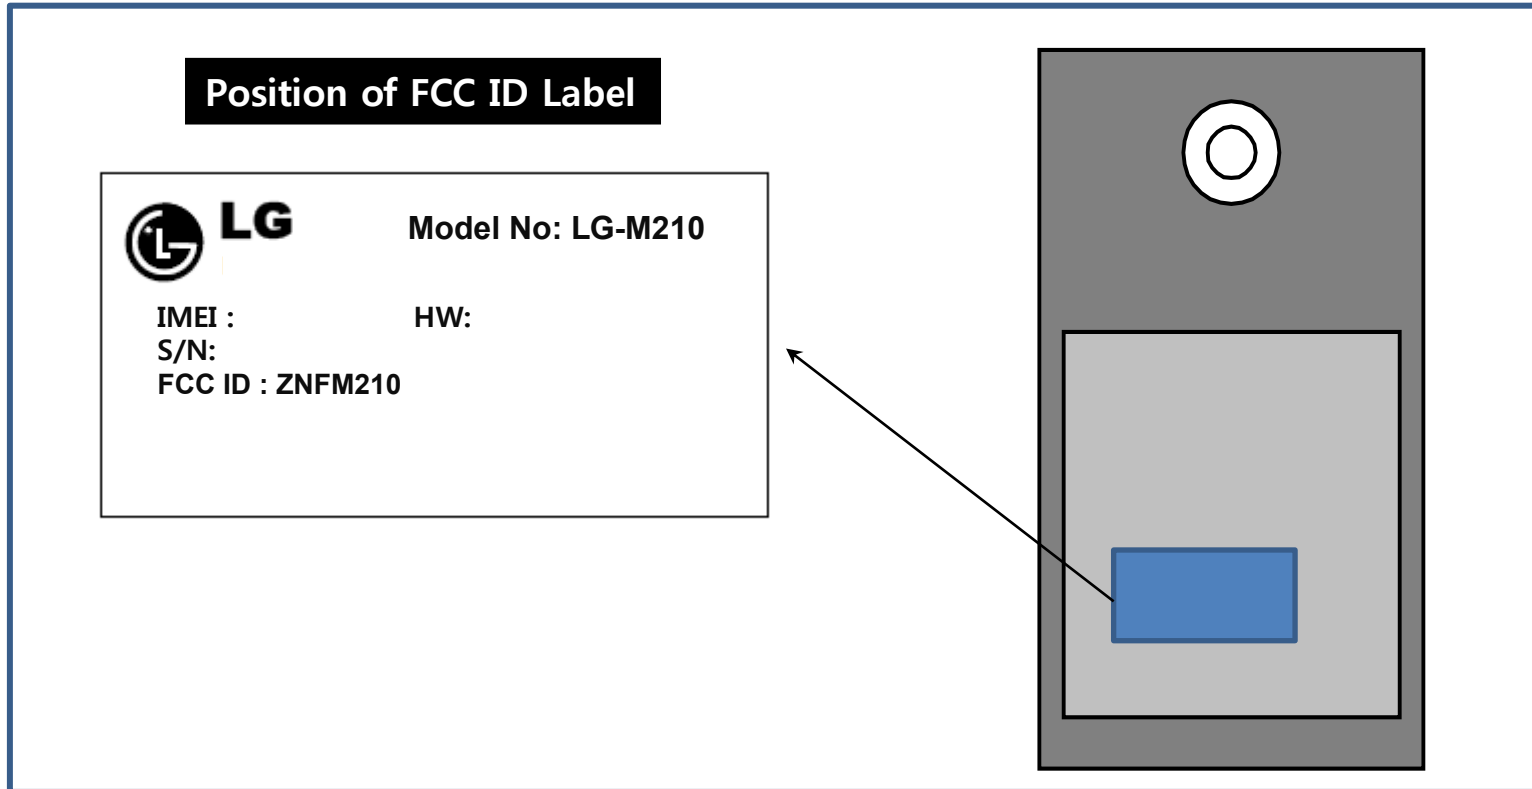 Position of FCC ID Label
LG Model No: LG-M210
IMEI : HW:
S/N:
FCC ID : ZNFM210